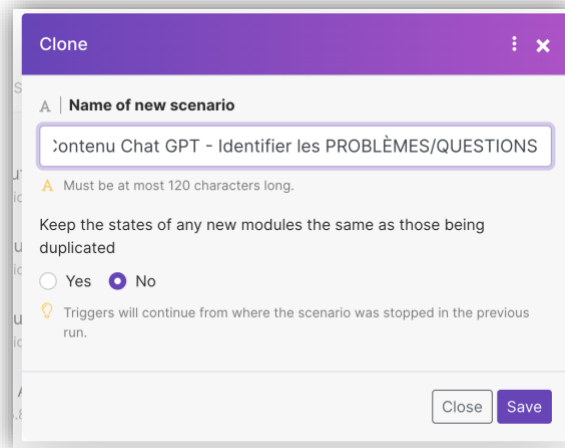 Clone
A Name of new scenario
Contenu Chat GPT - Identifier les PROBLÈMES/QUESTIONS
A Must be at most 120 characters long.
Keep the states of any new modules the same as those being
duplicated
Yes No
Triggers will continue from where the scenario was stopped in the previous
run.
Close Save